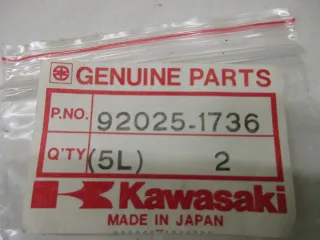 GENUINE PARTS
P.NO. 92025-1736
Q'TY (5L) 2
Kawasaki
MADE IN JAPAN